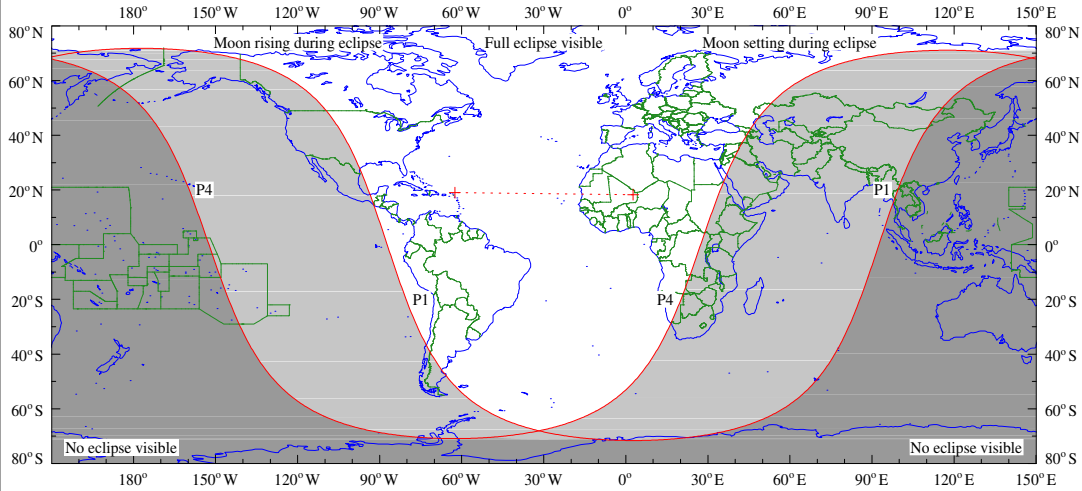 180° 150° W 120° W 90° W 60° W 30° W 0° 30° E 60° E 90° E 120° E 150° E
80° N 80° N
Moon rising during eclipse Full eclipse visible Moon setting during eclipse
60° N 60° N
40° N 40° N
20° N P4 P1 20° N
0° 0°
20° S P1 P4 20° S
40° S 40° S
60° S 60° S
No eclipse visible No eclipse visible
80° S 80° S
180° 150° W 120° W 90° W 60° W 30° W 0° 30° E 60° E 90° E 120° E 150° E